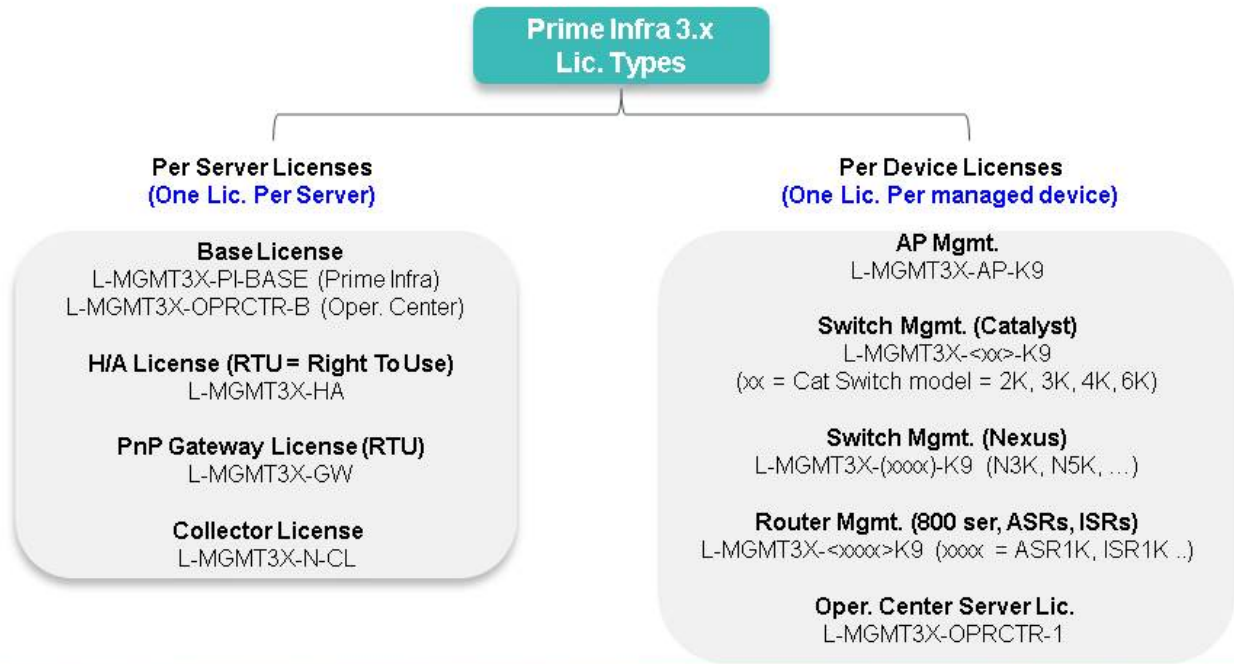 Prime Infra 3.x
Lic. Types
Per Server Licenses
(One Lic. Per Server)
Base License
L-MGMT3X-PI-BASE (Prime Infra)
L-MGMT3X-OPRCTR-B (Oper. Center)
H/A License (RTU = Right To Use)
L-MGMT3X-HA
PnP Gateway License (RTU)
L-MGMT3X-GW
Collector License
L-MGMT3X-N-CL
Per Device Licenses
(One Lic. Per managed device)
AP Mgmt.
L-MGMT3X-AP-K9
Switch Mgmt. (Catalyst)
L-MGMT3X-<xx>-K9
(xx = Cat Switch model = 2K, 3K, 4K, 6K)
Switch Mgmt. (Nexus)
L-MGMT3X-(xxxx)-K9 (N3K, N5K, …)
Router Mgmt. (800 ser, ASRs, ISRs)
L-MGMT3X-<xxxx>K9 (xxxx = ASR1K, ISR1K ..)
Oper. Center Server Lic.
L-MGMT3X-OPRCTR-1